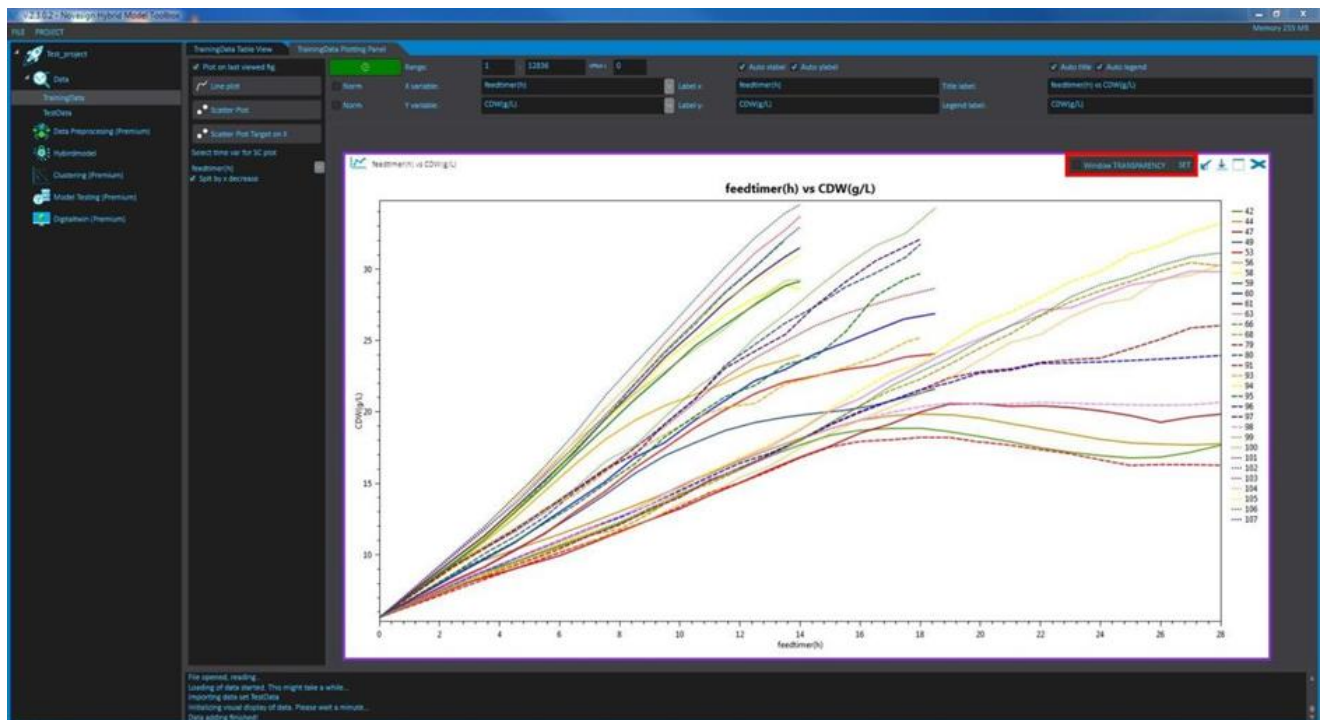 v2.3.0.2 - Novasign Hybrid Model Toolbox
FILE PROJECT
Memory 255 MB
Test_project
Data
TrainingData
TestData
Data Preprocessing (Premium)
Hybridmodel
Clustering (Premium)
Model Testing (Premium)
Digitaltwin (Premium)
TrainingData Table View TrainingData Plotting Panel
Plot on last viewed fig
Line plot
Scatter Plot
Scatter Plot Target on X
Select time var for SC plot
feedtimer(h)
Split by x decrease
Range: 1 : 12836 0
Auto xlabel Auto ylabel Auto title Auto legend
Norm X variable: feedtimer(h) Label x: feedtimer(h) Title label: feedtimer(h) vs CDW(g/L)
Norm Y variable: CDW(g/L) Label y: CDW(g/L) Legend label: CDW(g/L)
feedtimer(h) vs CDW(g/L)
Window TRANSPARENCY SET
feedtimer(h) vs CDW(g/L)
CDW(g/L)
30
25
20
15
10
0 2 4 6 8 10 12 14 16 18 20 22 24 26 28
feedtimer(h)
42
44
47
49
53
56
58
59
60
61
63
66
68
79
80
91
93
94
95
96
97
98
99
100
101
102
103
104
105
106
107
File opened, reading..
Loading of data started. This might take a while...
Importing data set TestData
Initializing visual display of data. Please wait a minute...
Data adding finished!